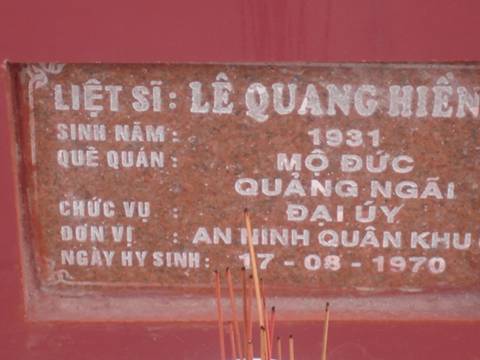 LIỆT SĨ : LÊ QUANG HIỀN
SINH NĂM : 1931
QUÊ QUÁN : MỘ ĐỨC
QUẢNG NGÃI
CHỨC VỤ : ĐẠI ÚY
ĐƠN VỊ : AN NINH QUÂN KHU
NGÀY HY SINH : 17 - 08 - 1970